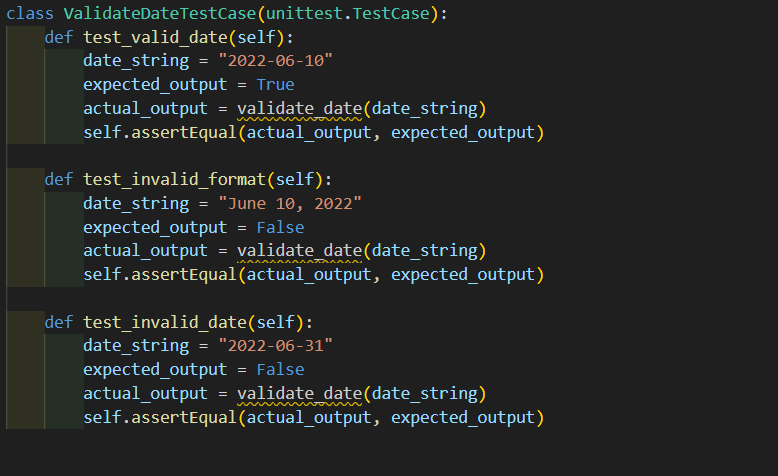 class ValidateDateTestCase(unittest.TestCase):
    def test_valid_date(self):
        date_string = "2022-06-10"
        expected_output = True
        actual_output = validate_date(date_string)
        self.assertEqual(actual_output, expected_output)

    def test_invalid_format(self):
        date_string = "June 10, 2022"
        expected_output = False
        actual_output = validate_date(date_string)
        self.assertEqual(actual_output, expected_output)

    def test_invalid_date(self):
        date_string = "2022-06-31"
        expected_output = False
        actual_output = validate_date(date_string)
        self.assertEqual(actual_output, expected_output)